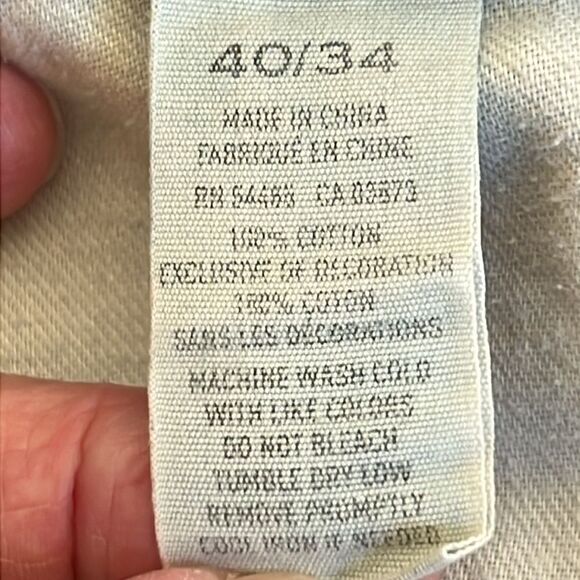 40/34
MADE IN CHINA
FABRIQUÉ EN CHINE
RN 54485 CA 03873
100% COTTON
EXCLUSIVE OF DECORATION
100% COTON
SANS LES DÉCORATIONS
MACHINE WASH COLD
WITH LIKE COLORS
DO NOT BLEACH
TUMBLE DRY LOW
REMOVE PROMPTLY
COOL IRON IF NEEDED